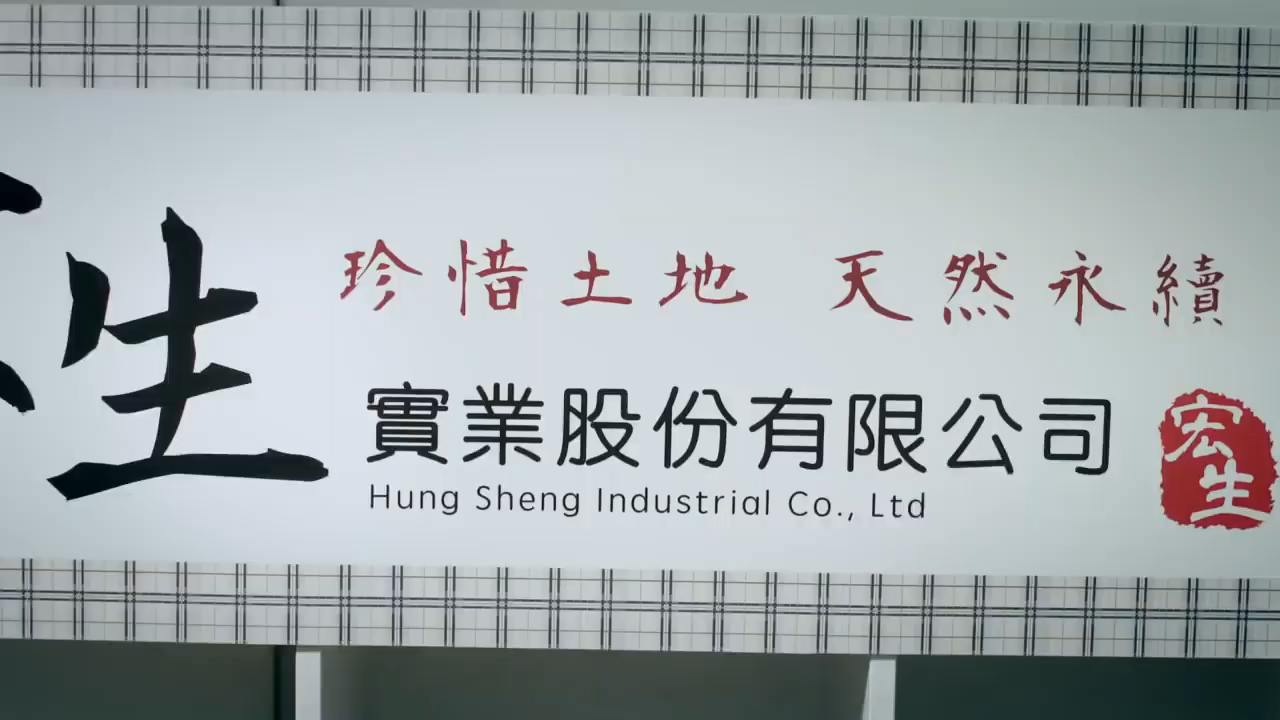 生
珍惜土地 天然永續
實業股份有限公司
Hung Sheng Industrial Co., Ltd
宏生